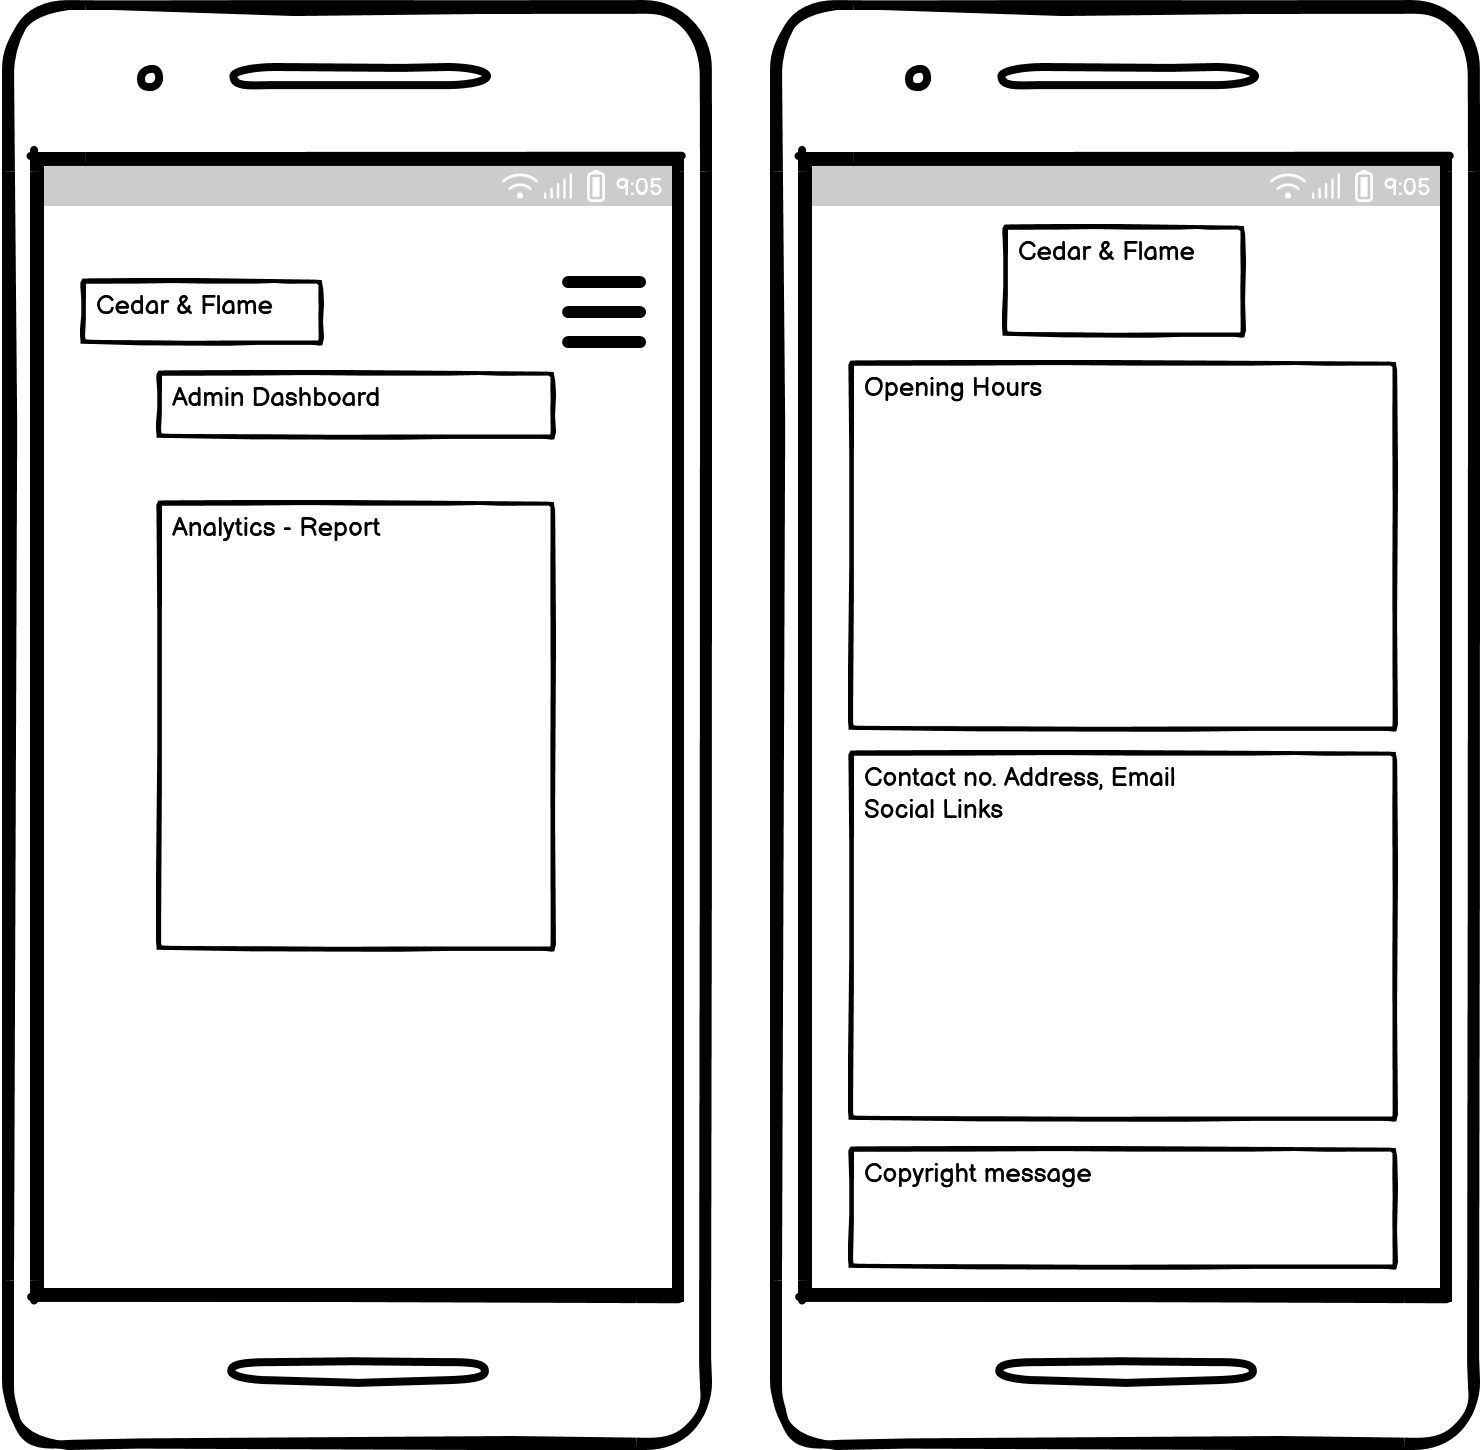 9:05
Cedar & Flame
Admin Dashboard
Analytics - Report
9:05
Cedar & Flame
Opening Hours
Contact no. Address, Email
Social Links
Copyright message